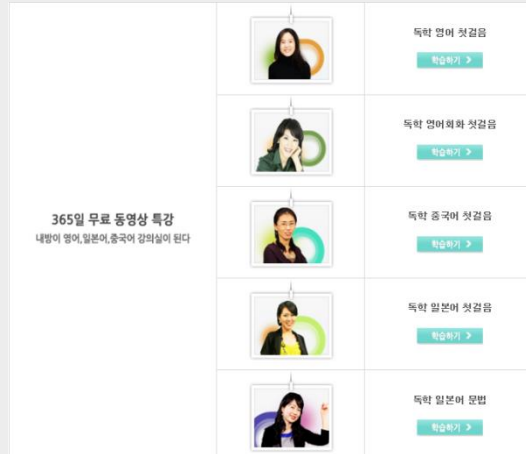 365일 무료 동영상 특강
내방이 영어,일본어,중국어 강의실이 된다
독학 영어 첫걸음
학습하기 >
독학 영어회화 첫걸음
학습하기 >
독학 중국어 첫걸음
학습하기 >
독학 일본어 첫걸음
학습하기 >
독학 일본어 문법
학습하기 >